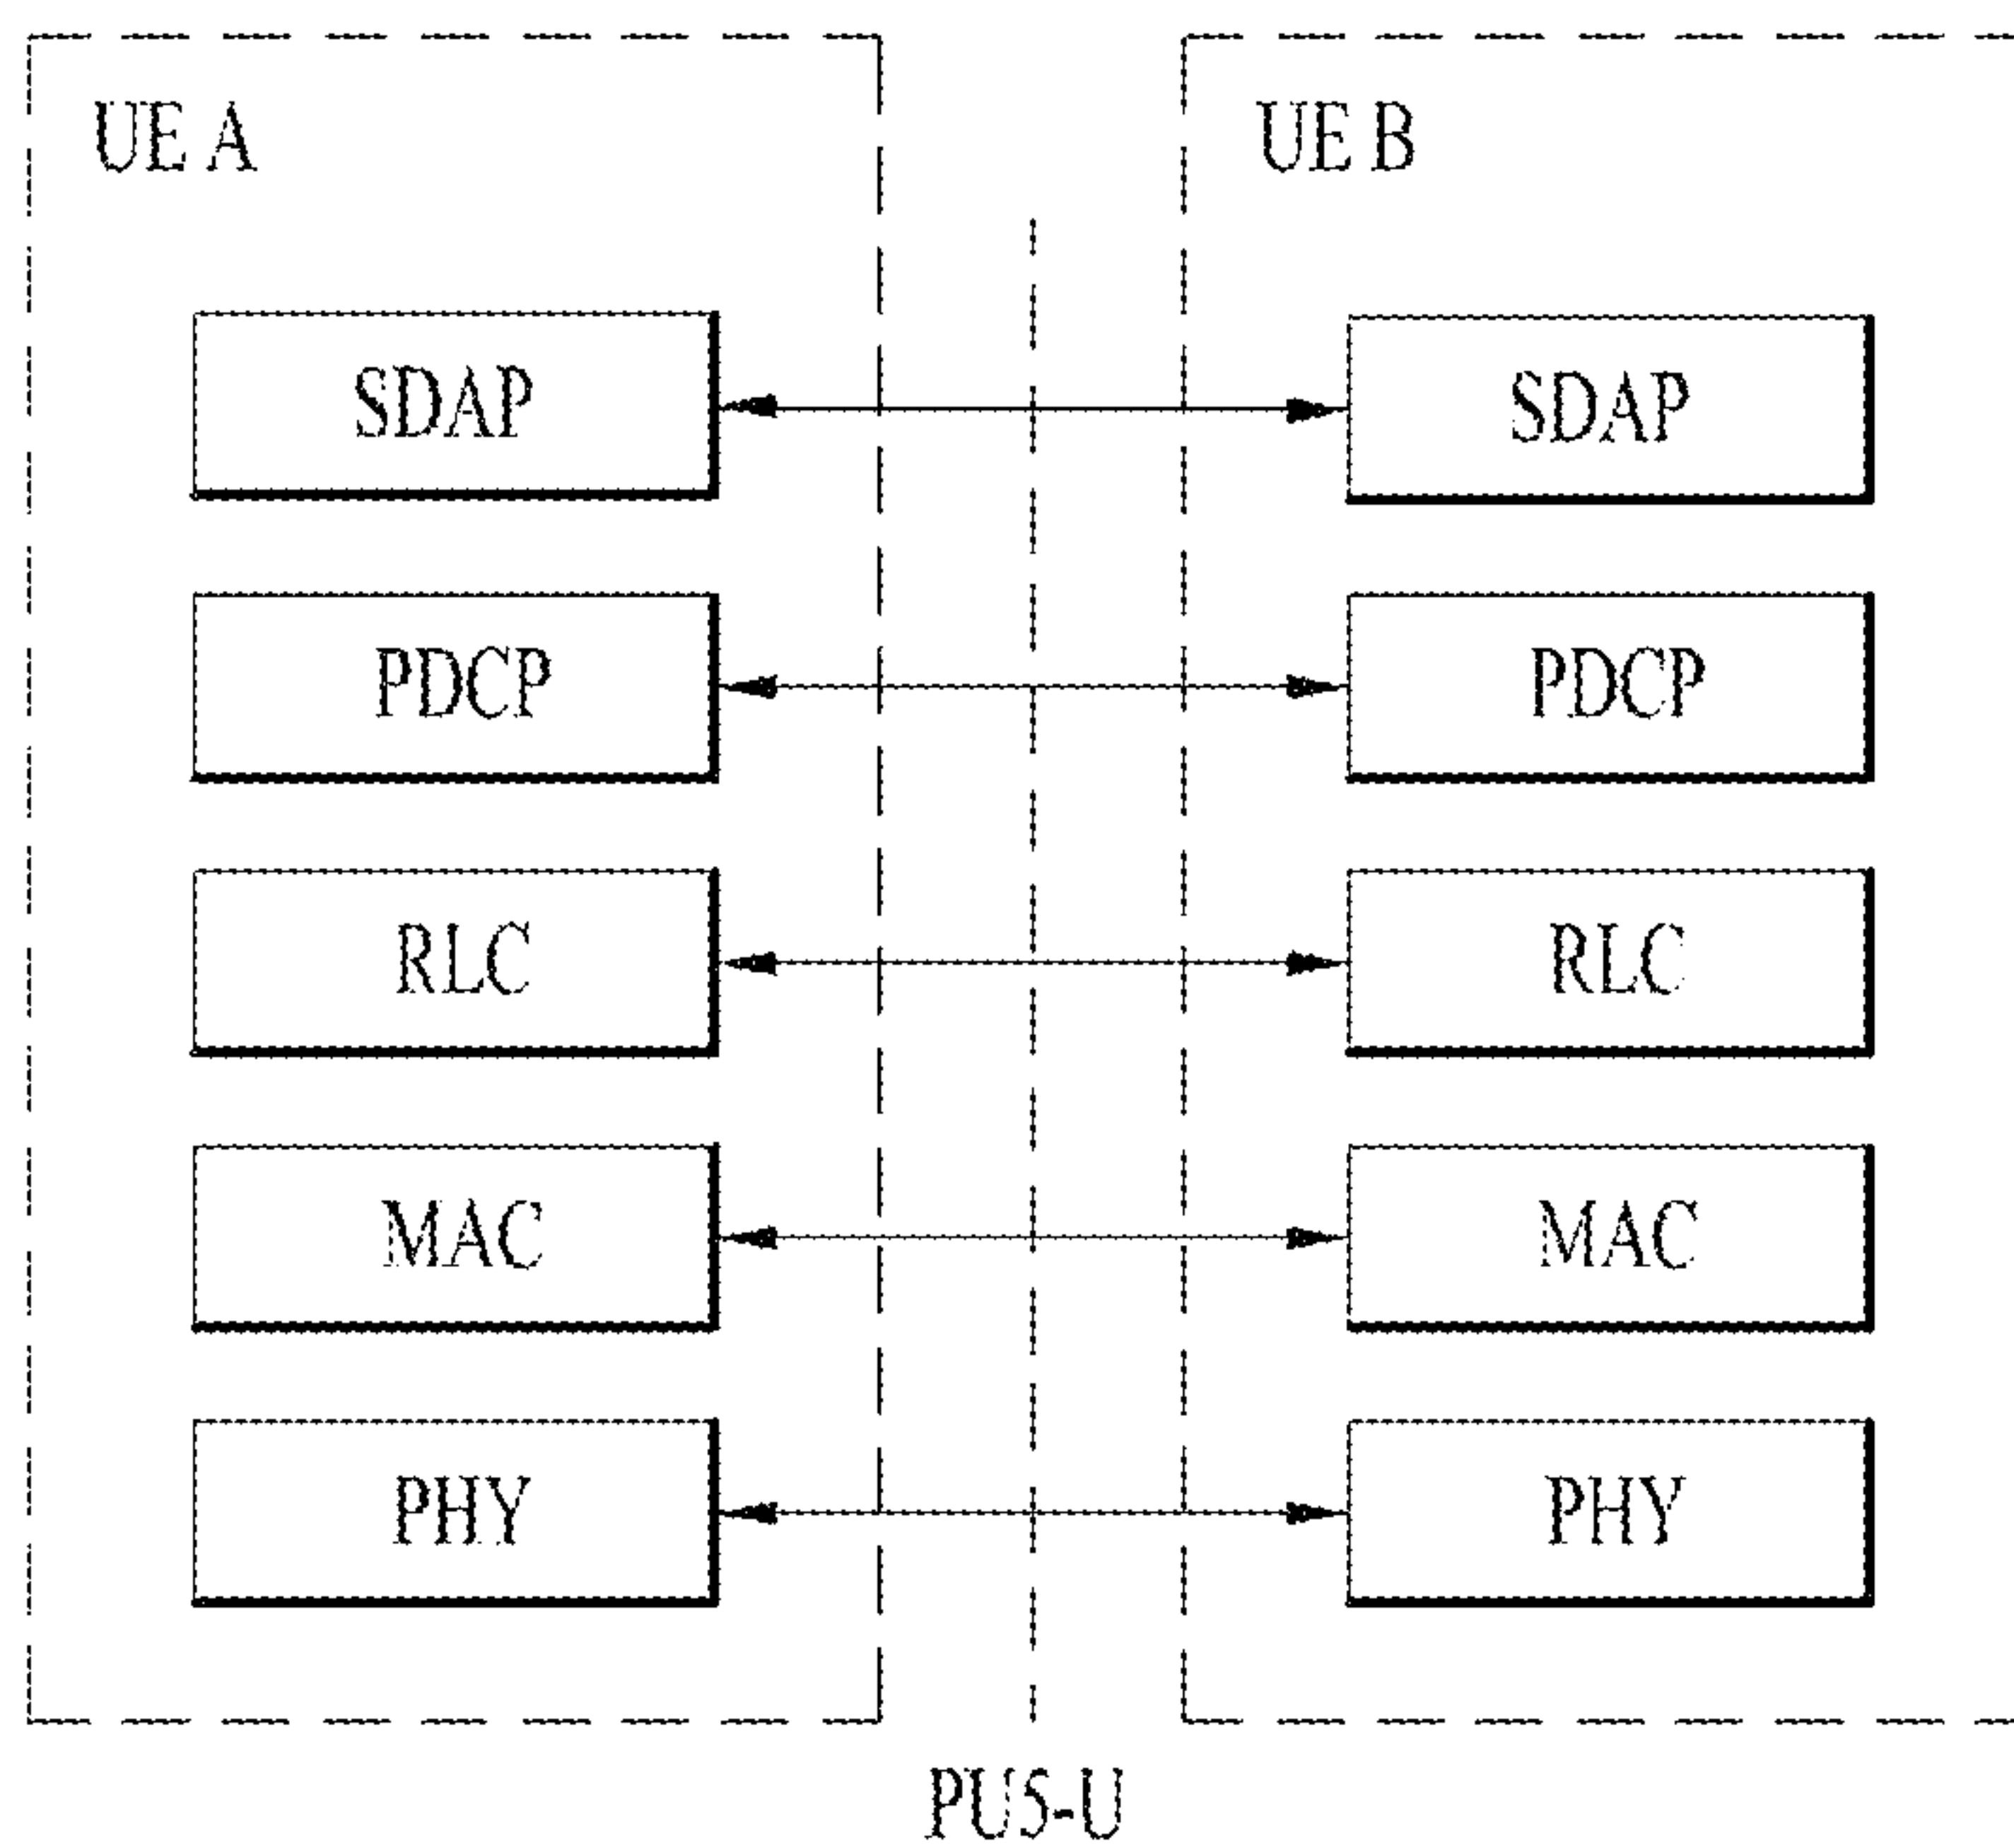 UE A
UE B
SDAP
SDAP
PDCP
PDCP
RLC
RLC
MAC
MAC
PHY
PHY
PU5-U